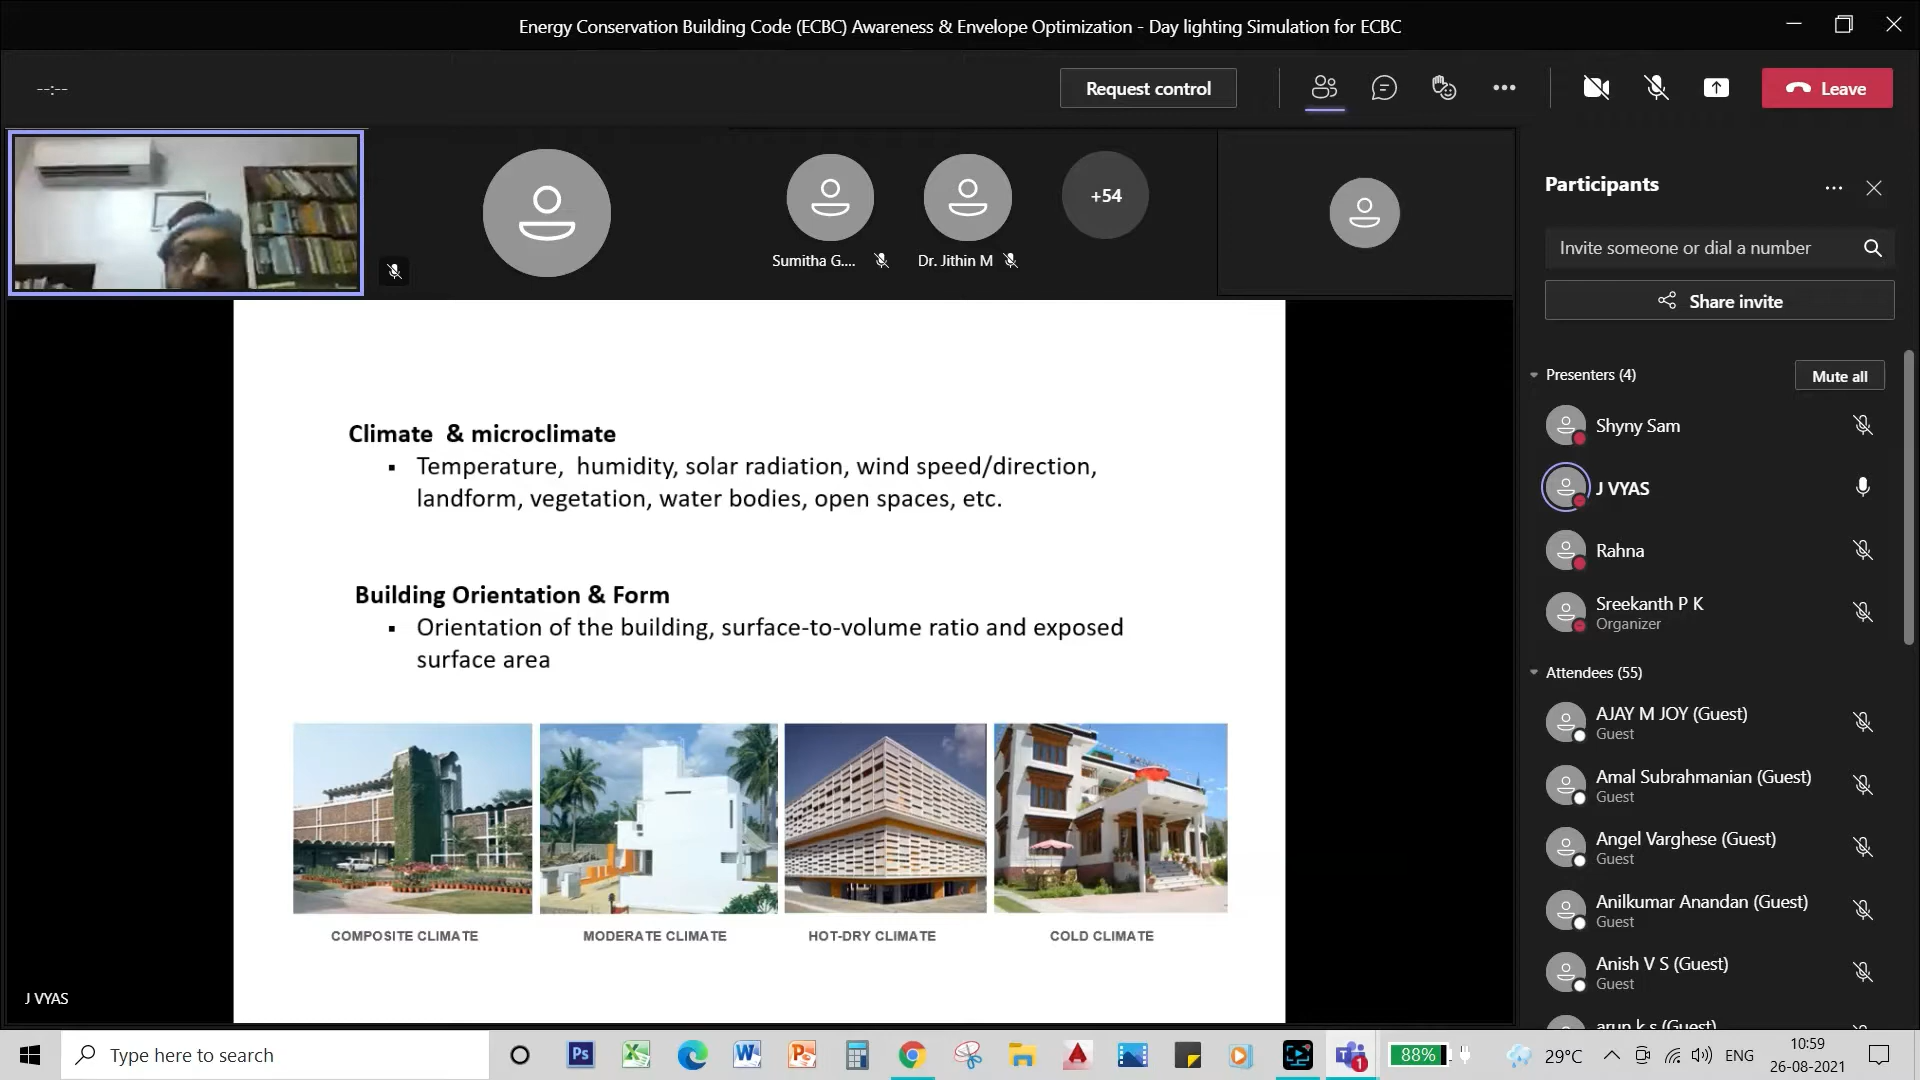 Energy Conservation Building Code (ECBC) Awareness & Envelope Optimization - Day lighting Simulation for ECBC
--:--
Request control
Leave
+54
Sumitha G....
Dr. Jithin M
Participants
Invite someone or dial a number
Share invite
Presenters (4)
Mute all
Shyny Sam
J VYAS
Rahna
Sreekanth P K
Organizer
Attendees (55)
AJAY M JOY (Guest)
Guest
Amal Subrahmanian (Guest)
Guest
Angel Varghese (Guest)
Guest
Anilkumar Anandan (Guest)
Guest
Anish V S (Guest)
Guest
arun k s (Guest)
Climate & microclimate
▪ Temperature, humidity, solar radiation, wind speed/direction,
landform, vegetation, water bodies, open spaces, etc.
Building Orientation & Form
▪ Orientation of the building, surface-to-volume ratio and exposed
surface area
COMPOSITE CLIMATE
MODERATE CLIMATE
HOT-DRY CLIMATE
COLD CLIMATE
J VYAS
Type here to search
Ps
88%
1
29°C
ENG
10:59
26-08-2021